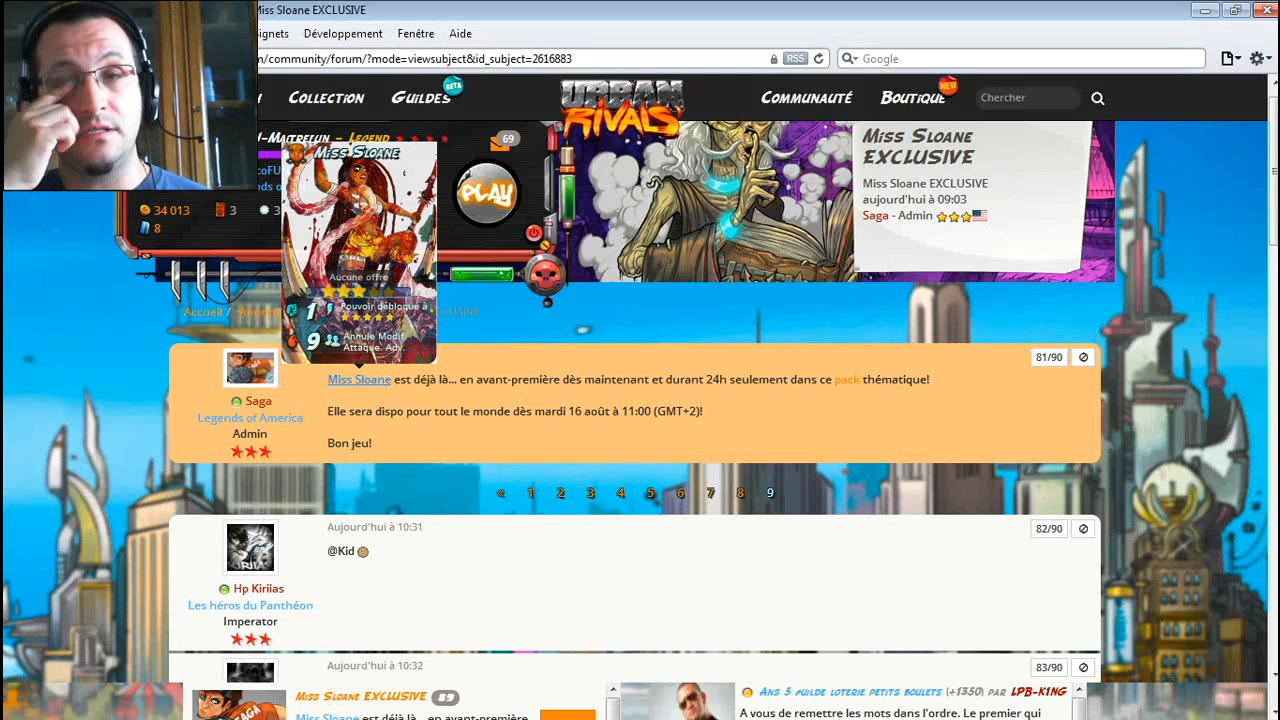 Miss Sloane EXCLUSIVE
Développement Fenêtre Aide
m/community/forum/?mode=viewsubject&id_subject=2616883
RSS
Google
COLLECTION
GUILDES
BETA
URBAN RIVALS
COMMUNAUTÉ
BOUTIQUE
NEW
Chercher
LEGEND
69
MISS SLOANE
PLAY
34 013
3
8
Aucune offre
1
Pouvoir débloqué à
9
Annule Modif
Attaque. Adv.
MISS SLOANE
EXCLUSIVE
Miss Sloane EXCLUSIVE
aujourd'hui à 09:03
Saga - Admin
Accueil /
81/90
Saga
Legends of America
Admin
Miss Sloane est déjà là... en avant-première dès maintenant et durant 24h seulement dans ce pack thématique!
Elle sera dispo pour tout le monde dès mardi 16 août à 11:00 (GMT+2)!
Bon jeu!
« 1 2 3 4 5 6 7 8 9
Aujourd'hui à 10:31
82/90
@Kid
Hp Kiriias
Les héros du Panthéon
Imperator
Aujourd'hui à 10:32
83/90
MISS SLOANE EXCLUSIVE 89
Miss Sloane est déjà là... en avant-première
ANS 5 GUILDE LOTERIE PETITS BOULETS (+1350) PAR LPB-K1NG
A vous de remettre les mots dans l'ordre. Le premier qui